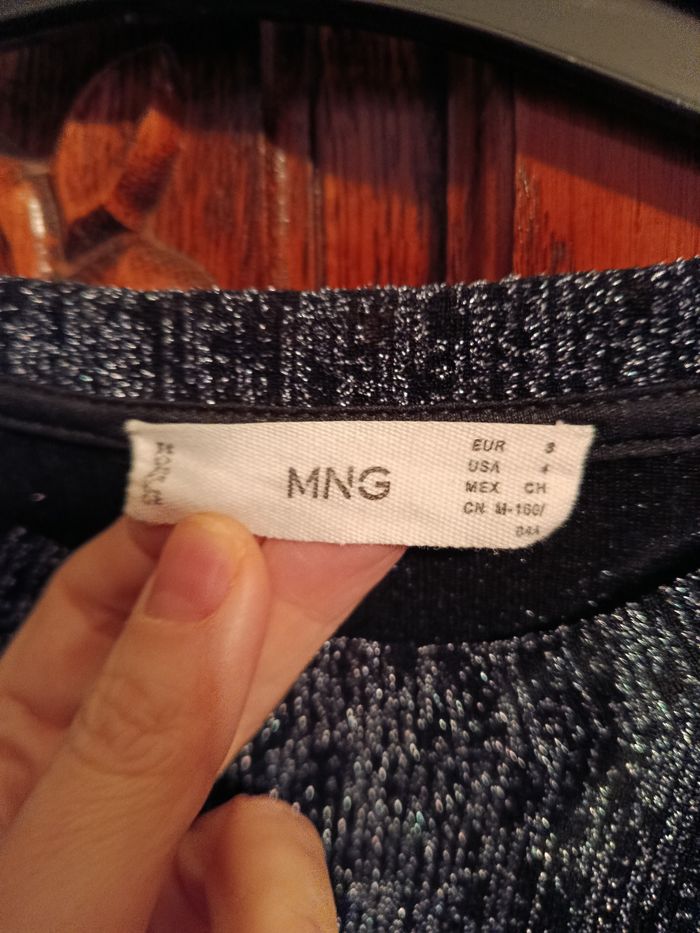 MNG
EUR S
USA 4
MEX CH
CN M-160/
84A